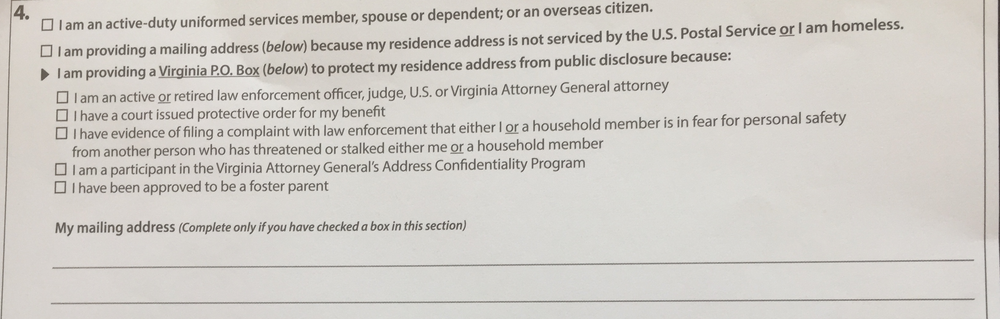 4.
☐ I am an active-duty uniformed services member, spouse or dependent; or an overseas citizen.
☐ I am providing a mailing address (below) because my residence address is not serviced by the U.S. Postal Service or I am homeless.
▶ I am providing a Virginia P.O. Box (below) to protect my residence address from public disclosure because:
☐ I am an active or retired law enforcement officer, judge, U.S. or Virginia Attorney General attorney
☐ I have a court issued protective order for my benefit
☐ I have evidence of filing a complaint with law enforcement that either I or a household member is in fear for personal safety
from another person who has threatened or stalked either me or a household member
☐ I am a participant in the Virginia Attorney General’s Address Confidentiality Program
☐ I have been approved to be a foster parent
My mailing address (Complete only if you have checked a box in this section)